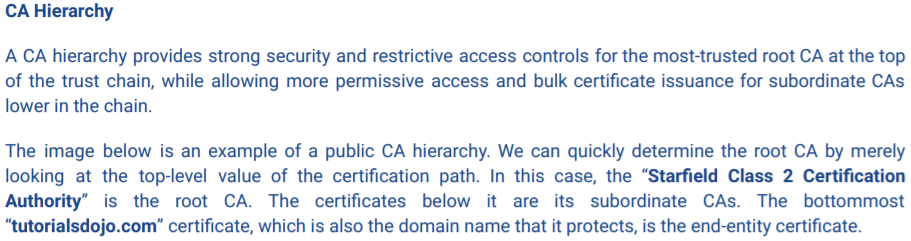 CA Hierarchy
A CA hierarchy provides strong security and restrictive access controls for the most-trusted root CA at the top
of the trust chain, while allowing more permissive access and bulk certificate issuance for subordinate CAs
lower in the chain.
The image below is an example of a public CA hierarchy. We can quickly determine the root CA by merely
looking at the top-level value of the certification path. In this case, the “Starfield Class 2 Certification
Authority” is the root CA. The certificates below it are its subordinate CAs. The bottommost
“tutorialsdojo.com” certificate, which is also the domain name that it protects, is the end-entity certificate.